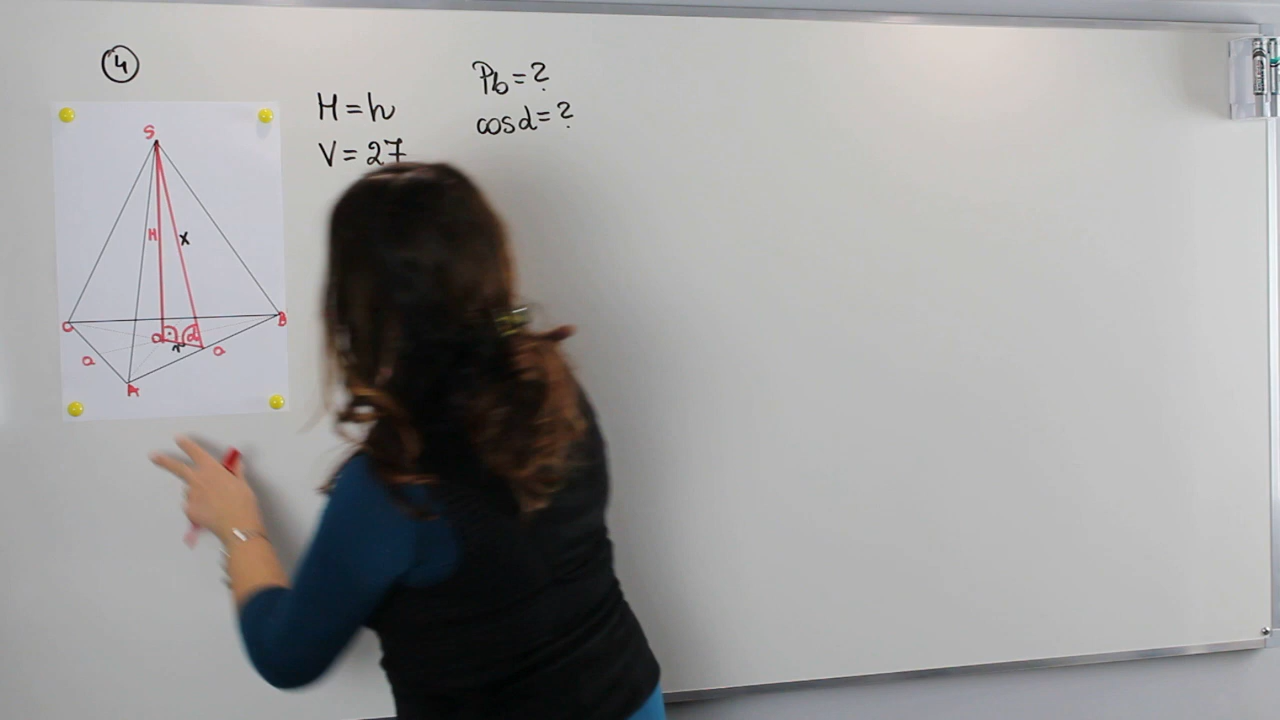 4
H = h
V = 27
Pb = ?
cosα = ?
S
H
x
C
B
O
α
r
a
a
A